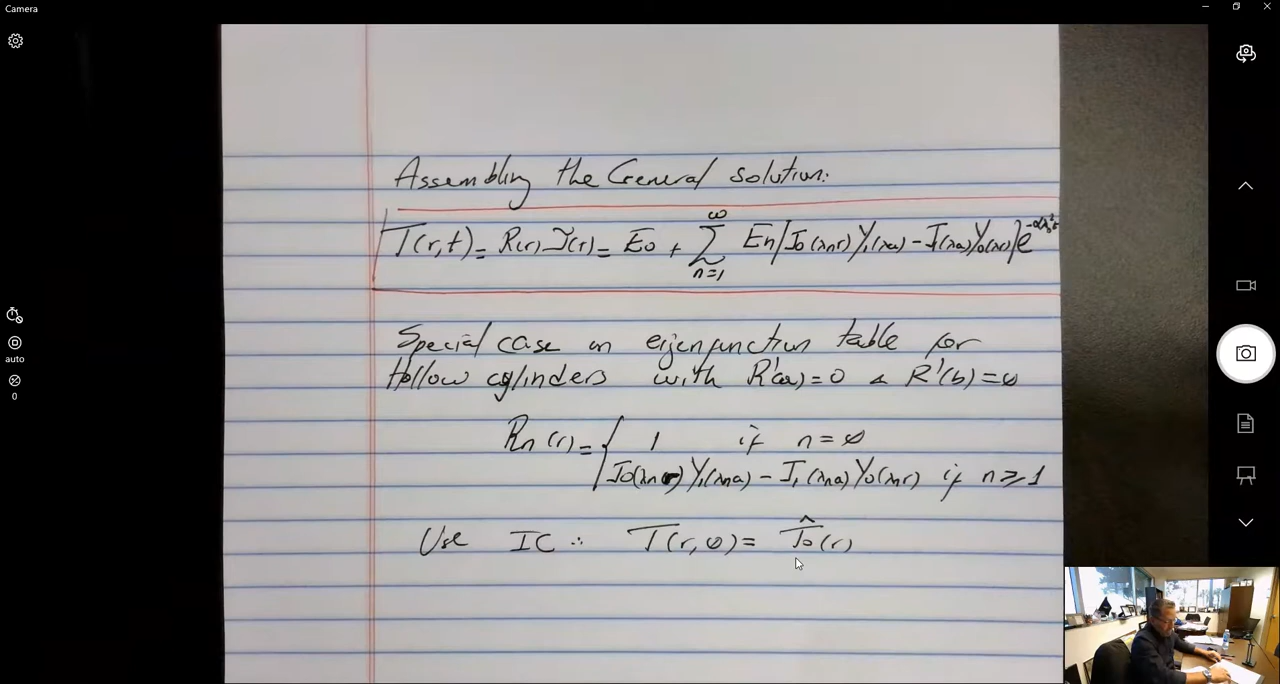 Camera
Assembling the General solution:
T(r,t) = R(r) T(t) = E0 + ∑ n=1 ∞ En[J0(λnr) Y1(λna) - J1(λna) Y0(λnr)] e^-αλn²t
Special case on eigenfunction table for
Hollow cylinders with R'(a)=0 & R'(b)=0
Rn(r) = { 1 if n=0
J0(λnr) Y1(λna) - J1(λna) Y0(λnr) if n≥1
Use IC ∴ T(r,0) = T̂0(r)
auto
0